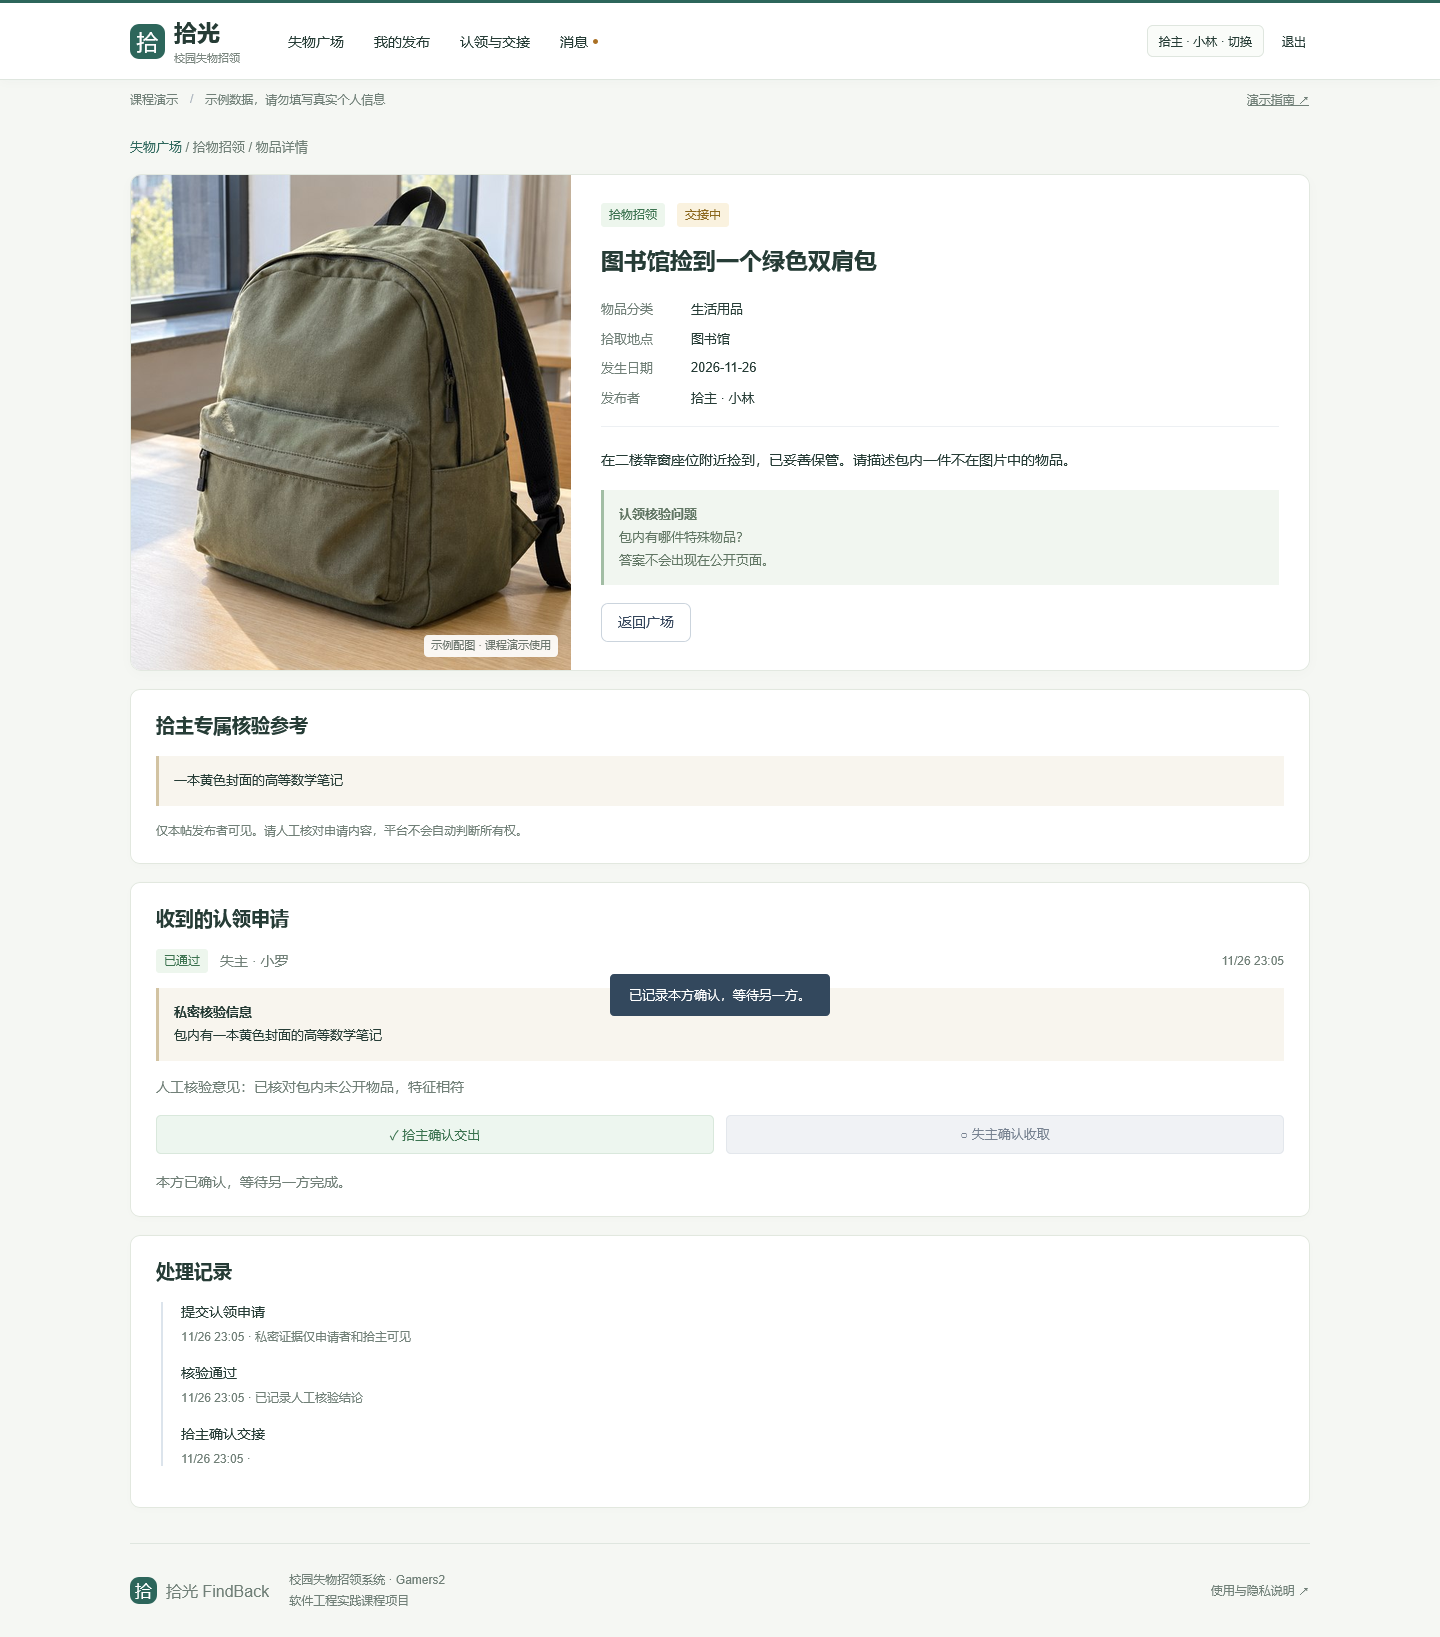 拾
拾光
校园失物招领
失物广场
我的发布
认领与交接
消息
拾主 · 小林 · 切换
退出
课程演示 / 示例数据，请勿填写真实个人信息
演示指南 ↗
失物广场 / 拾物招领 / 物品详情
示例配图 · 课程演示使用
拾物招领
交接中
图书馆捡到一个绿色双肩包
物品分类 生活用品
拾取地点 图书馆
发生日期 2026-11-26
发布者 拾主 · 小林
在二楼靠窗座位附近捡到，已妥善保管。请描述包内一件不在图片中的物品。
认领核验问题
包内有哪件特殊物品？
答案不会出现在公开页面。
返回广场
拾主专属核验参考
一本黄色封面的高等数学笔记
仅本帖发布者可见。请人工核对申请内容，平台不会自动判断所有权。
收到的认领申请
已通过 失主 · 小罗 11/26 23:05
已记录本方确认，等待另一方。
私密核验信息
包内有一本黄色封面的高等数学笔记
人工核验意见：已核对包内未公开物品，特征相符
✓ 拾主确认交出
○ 失主确认收取
本方已确认，等待另一方完成。
处理记录
提交认领申请
11/26 23:05 · 私密证据仅申请者和拾主可见
核验通过
11/26 23:05 · 已记录人工核验结论
拾主确认交接
11/26 23:05 ·
拾
拾光 FindBack
校园失物招领系统 · Gamers2
软件工程实践课程项目
使用与隐私说明 ↗